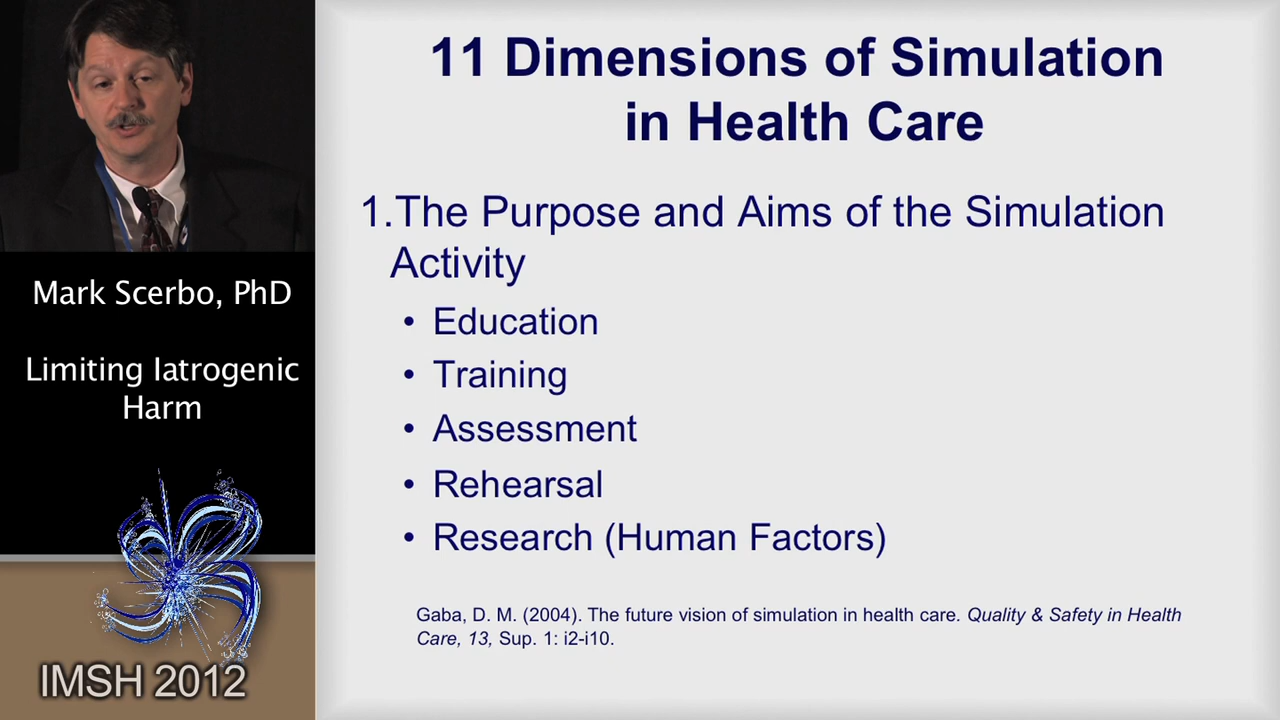 Mark Scerbo, PhD
Limiting Iatrogenic
Harm
IMSH 2012
11 Dimensions of Simulation
in Health Care
1.The Purpose and Aims of the Simulation
Activity
• Education
• Training
• Assessment
• Rehearsal
• Research (Human Factors)
Gaba, D. M. (2004). The future vision of simulation in health care. Quality & Safety in Health
Care, 13, Sup. 1: i2-i10.